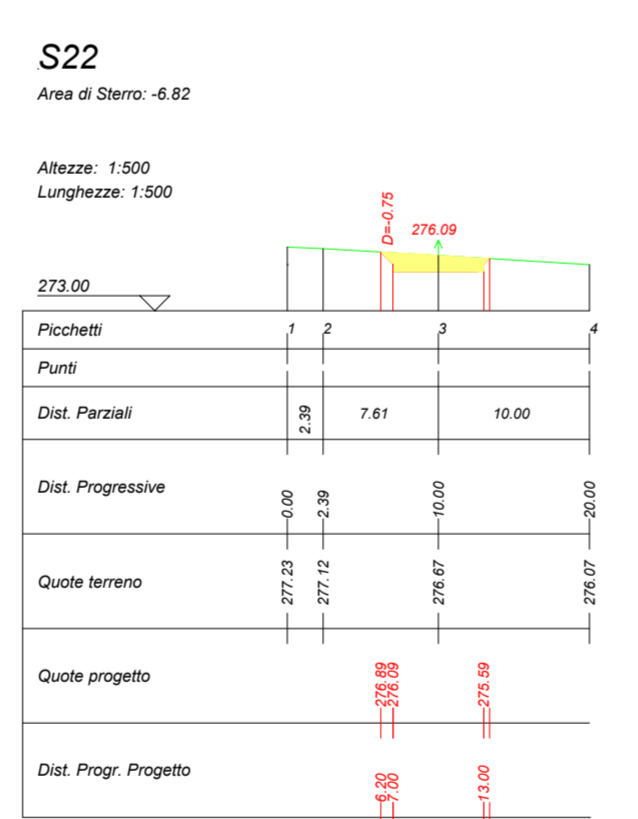 S22
Area di Sterro: -6.82
Altezze: 1:500
Lunghezze: 1:500
D=-0.75
276.09
273.00
Picchetti 1 2 3 4
Punti
Dist. Parziali 2.39 7.61 10.00
Dist. Progressive 0.00 2.39 10.00 20.00
Quote terreno 277.23 277.12 276.67 276.07
Quote progetto 276.89 276.09 275.59
Dist. Progr. Progetto 6.20 7.00 13.00